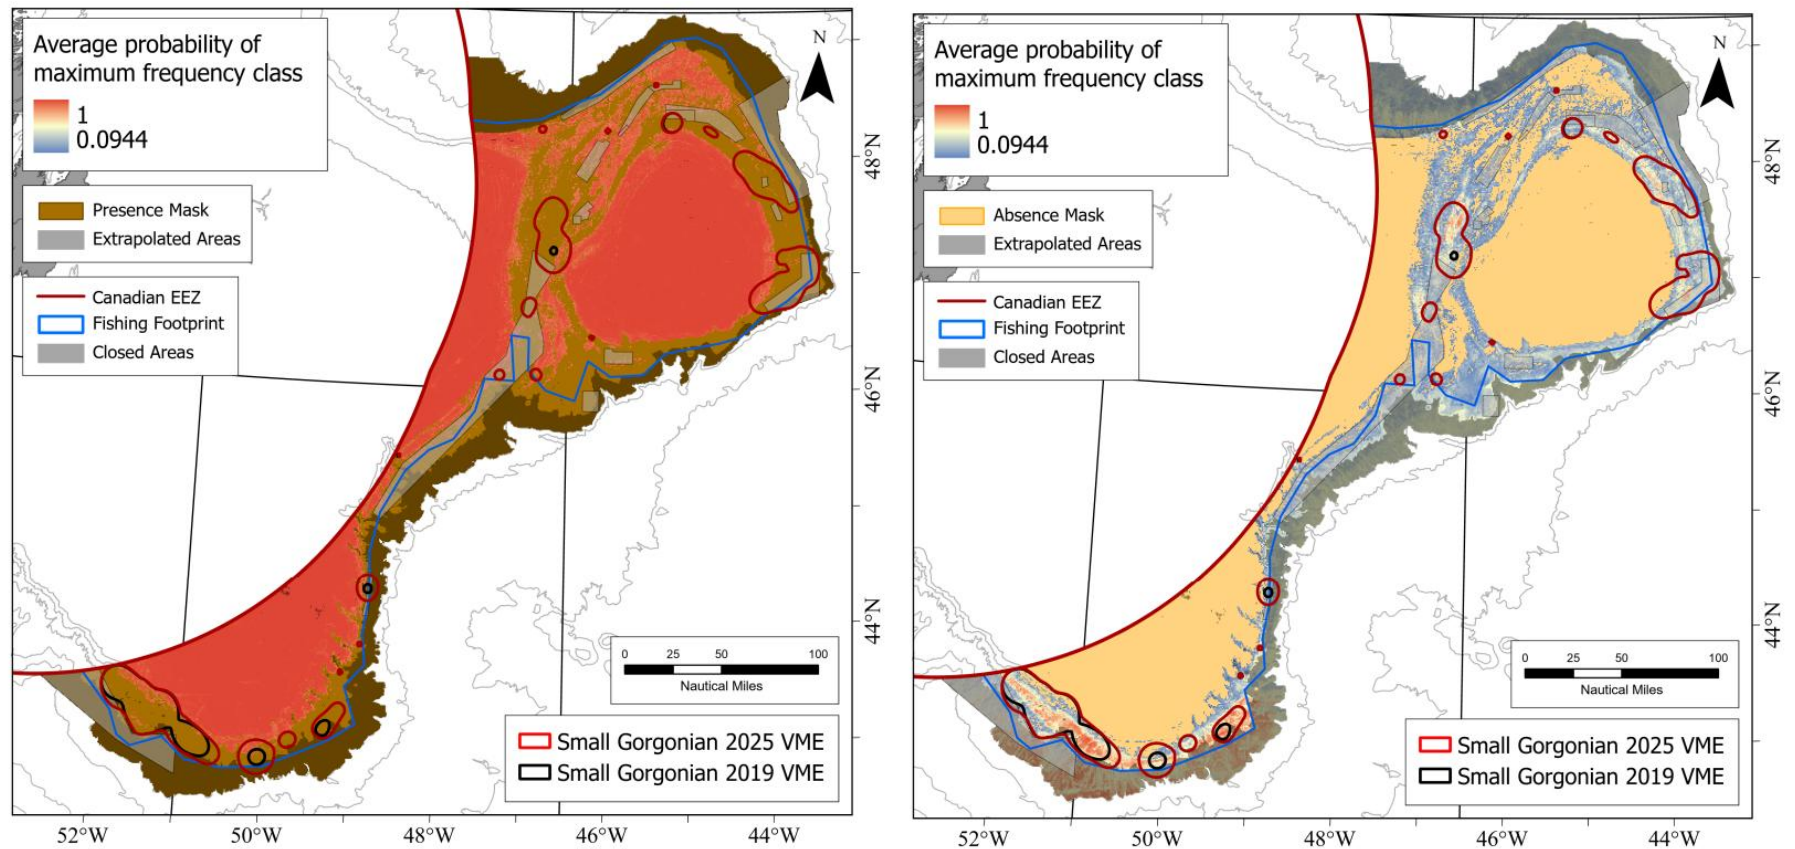 Average probability of
maximum frequency class
1
0.0944
Presence Mask
Extrapolated Areas
Canadian EEZ
Fishing Footprint
Closed Areas
N
48°N
46°N
44°N
0 25 50 100
Nautical Miles
Small Gorgonian 2025 VME
Small Gorgonian 2019 VME
52°W 50°W 48°W 46°W 44°W
Average probability of
maximum frequency class
1
0.0944
Absence Mask
Extrapolated Areas
Canadian EEZ
Fishing Footprint
Closed Areas
N
48°N
46°N
44°N
0 25 50 100
Nautical Miles
Small Gorgonian 2025 VME
Small Gorgonian 2019 VME
52°W 50°W 48°W 46°W 44°W